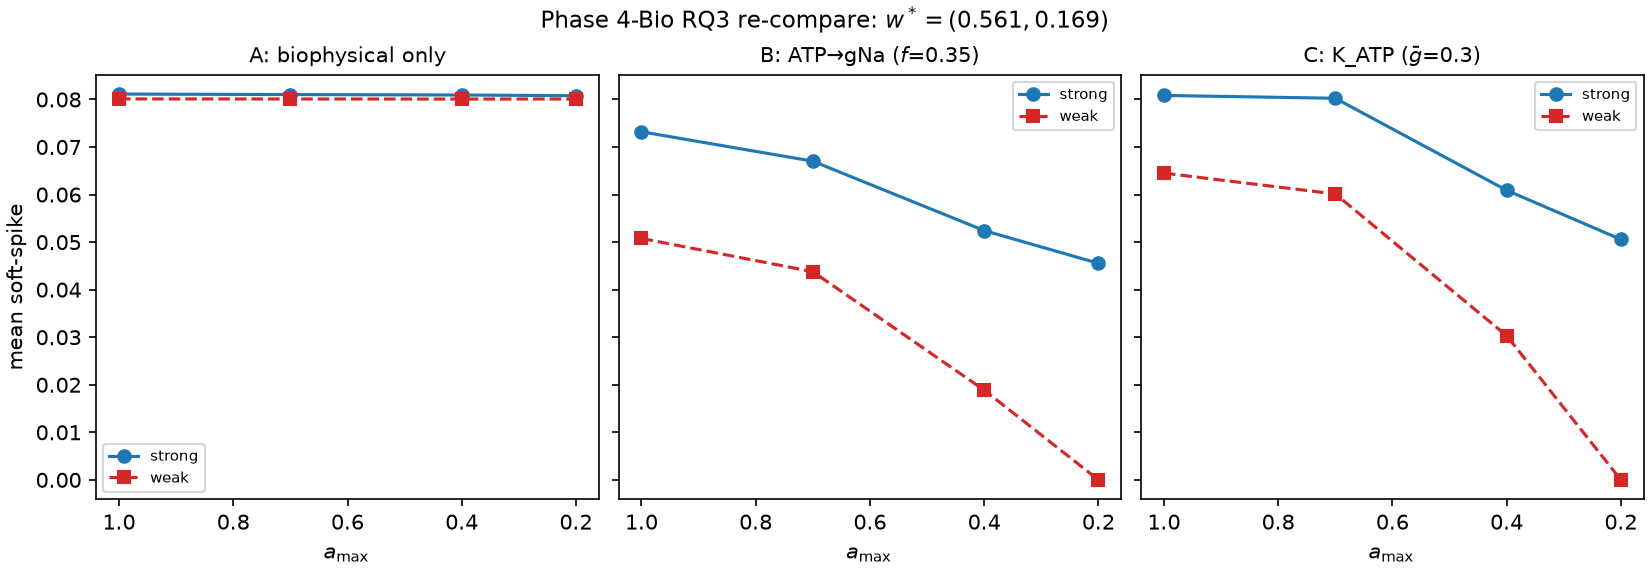 Phase 4-Bio RQ3 re-compare: w* = (0.561, 0.169)
A: biophysical only
B: ATP→gNa (f=0.35)
C: K_ATP (ḡ=0.3)
mean soft-spike
0.08
0.07
0.06
0.05
0.04
0.03
0.02
0.01
0.00
strong
weak
strong
weak
strong
weak
1.0 0.8 0.6 0.4 0.2
1.0 0.8 0.6 0.4 0.2
1.0 0.8 0.6 0.4 0.2
a_max
a_max
a_max